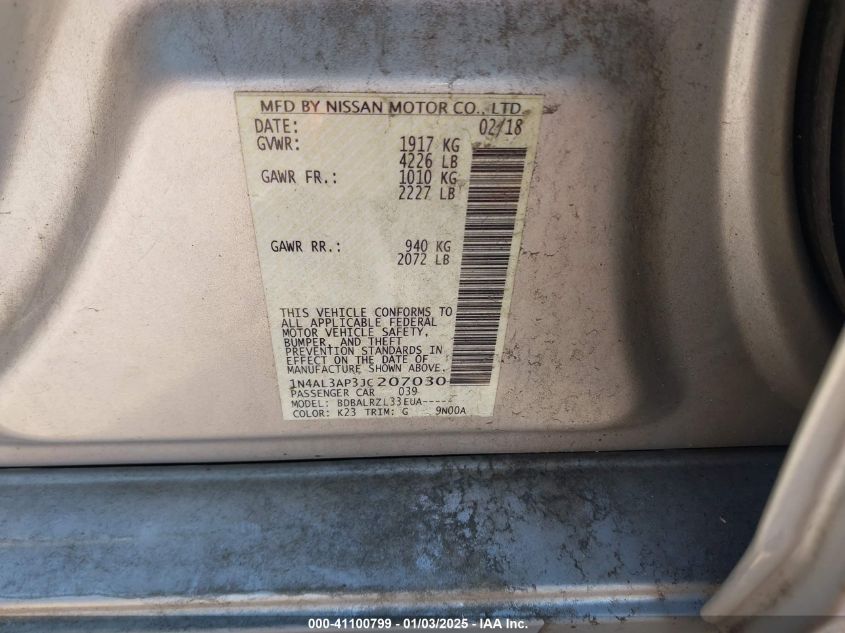 MFD BY NISSAN MOTOR CO., LTD.
DATE: 02/18
GVWR: 1917 KG
4226 LB
GAWR FR.: 1010 KG
2227 LB
GAWR RR.: 940 KG
2072 LB
THIS VEHICLE CONFORMS TO
ALL APPLICABLE FEDERAL
MOTOR VEHICLE SAFETY,
BUMPER, AND THEFT
PREVENTION STANDARDS IN
EFFECT ON THE DATE OF
MANUFACTURE SHOWN ABOVE.
1N4AL3AP3JC207030
PASSENGER CAR 039
MODEL: BDBALRZL33EUA-----
COLOR: K23 TRIM: G 9N00A
000-41100799 - 01/03/2025 - IAA Inc.